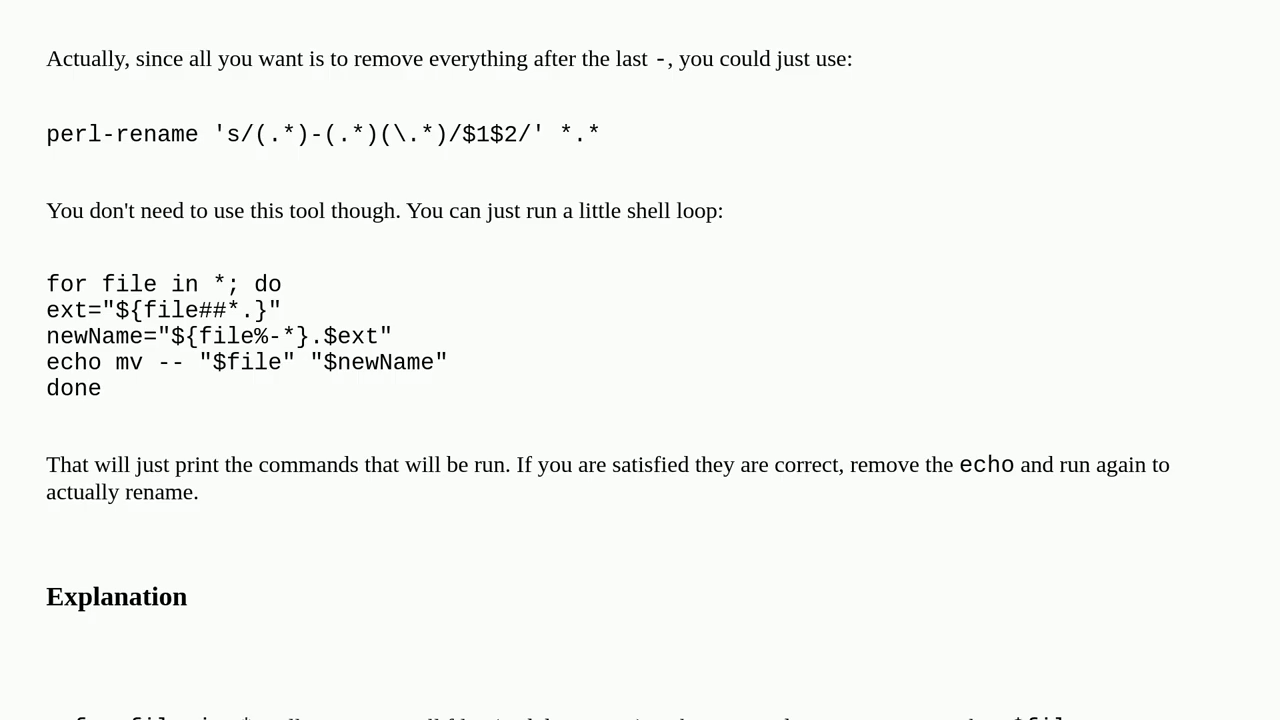 Actually, since all you want is to remove everything after the last -, you could just use:
perl-rename 's/(.*)-(.*)(\.*)/$1$2/' *.*
You don't need to use this tool though. You can just run a little shell loop:
for file in *; do
ext="${file##*.}"
newName="${file%-*}.$ext"
echo mv -- "$file" "$newName"
done
That will just print the commands that will be run. If you are satisfied they are correct, remove the echo and run again to
actually rename.
Explanation